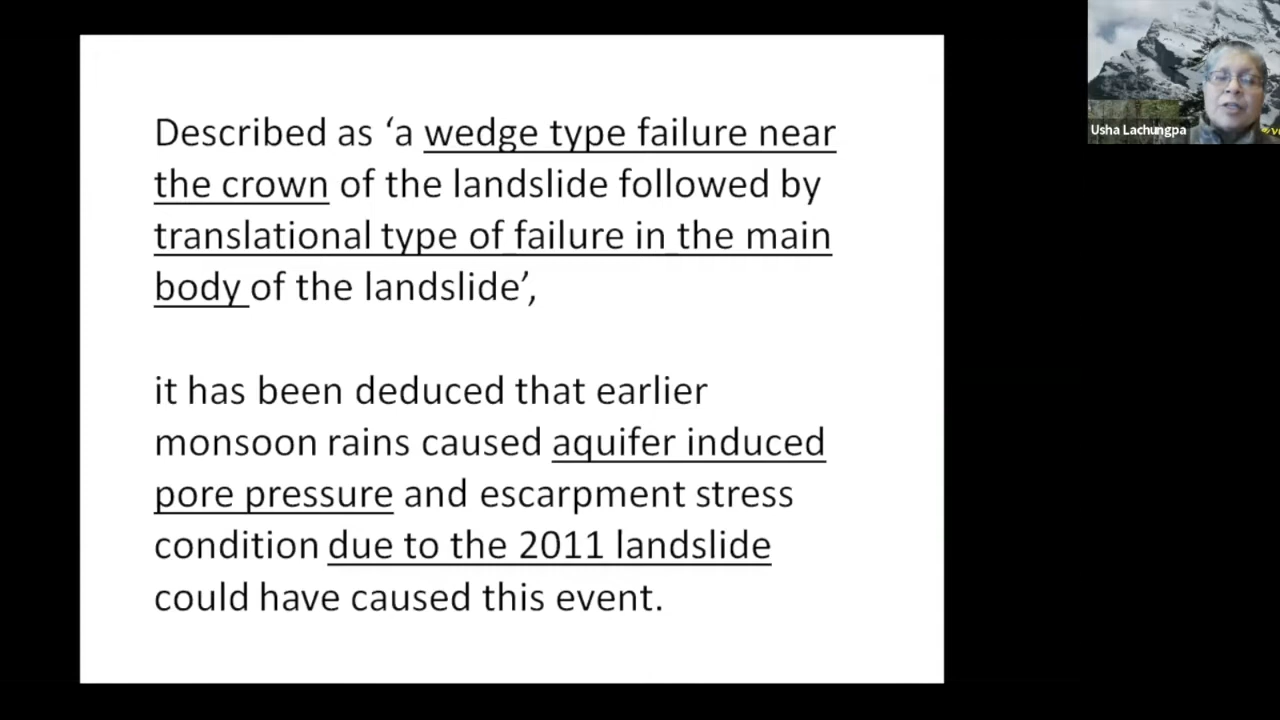 Described as ‘a wedge type failure near
the crown of the landslide followed by
translational type of failure in the main
body of the landslide’,
it has been deduced that earlier
monsoon rains caused aquifer induced
pore pressure and escarpment stress
condition due to the 2011 landslide
could have caused this event.
Usha Lachungpa